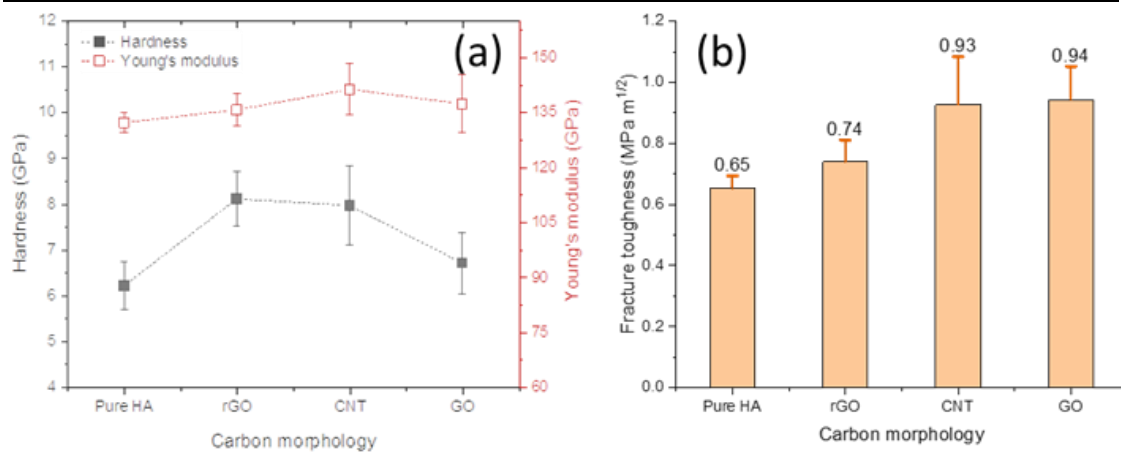 (a)
Hardness
Young's modulus
Hardness (GPa)
12
11
10
9
8
7
6
5
4
Young's modulus (GPa)
150
135
120
105
90
75
60
Pure HA rGO CNT GO
Carbon morphology
(b)
Fracture toughness (MPa m^1/2)
1.2
1.0
0.8
0.6
0.4
0.2
0.0
0.65
0.74
0.93
0.94
Pure HA rGO CNT GO
Carbon morphology